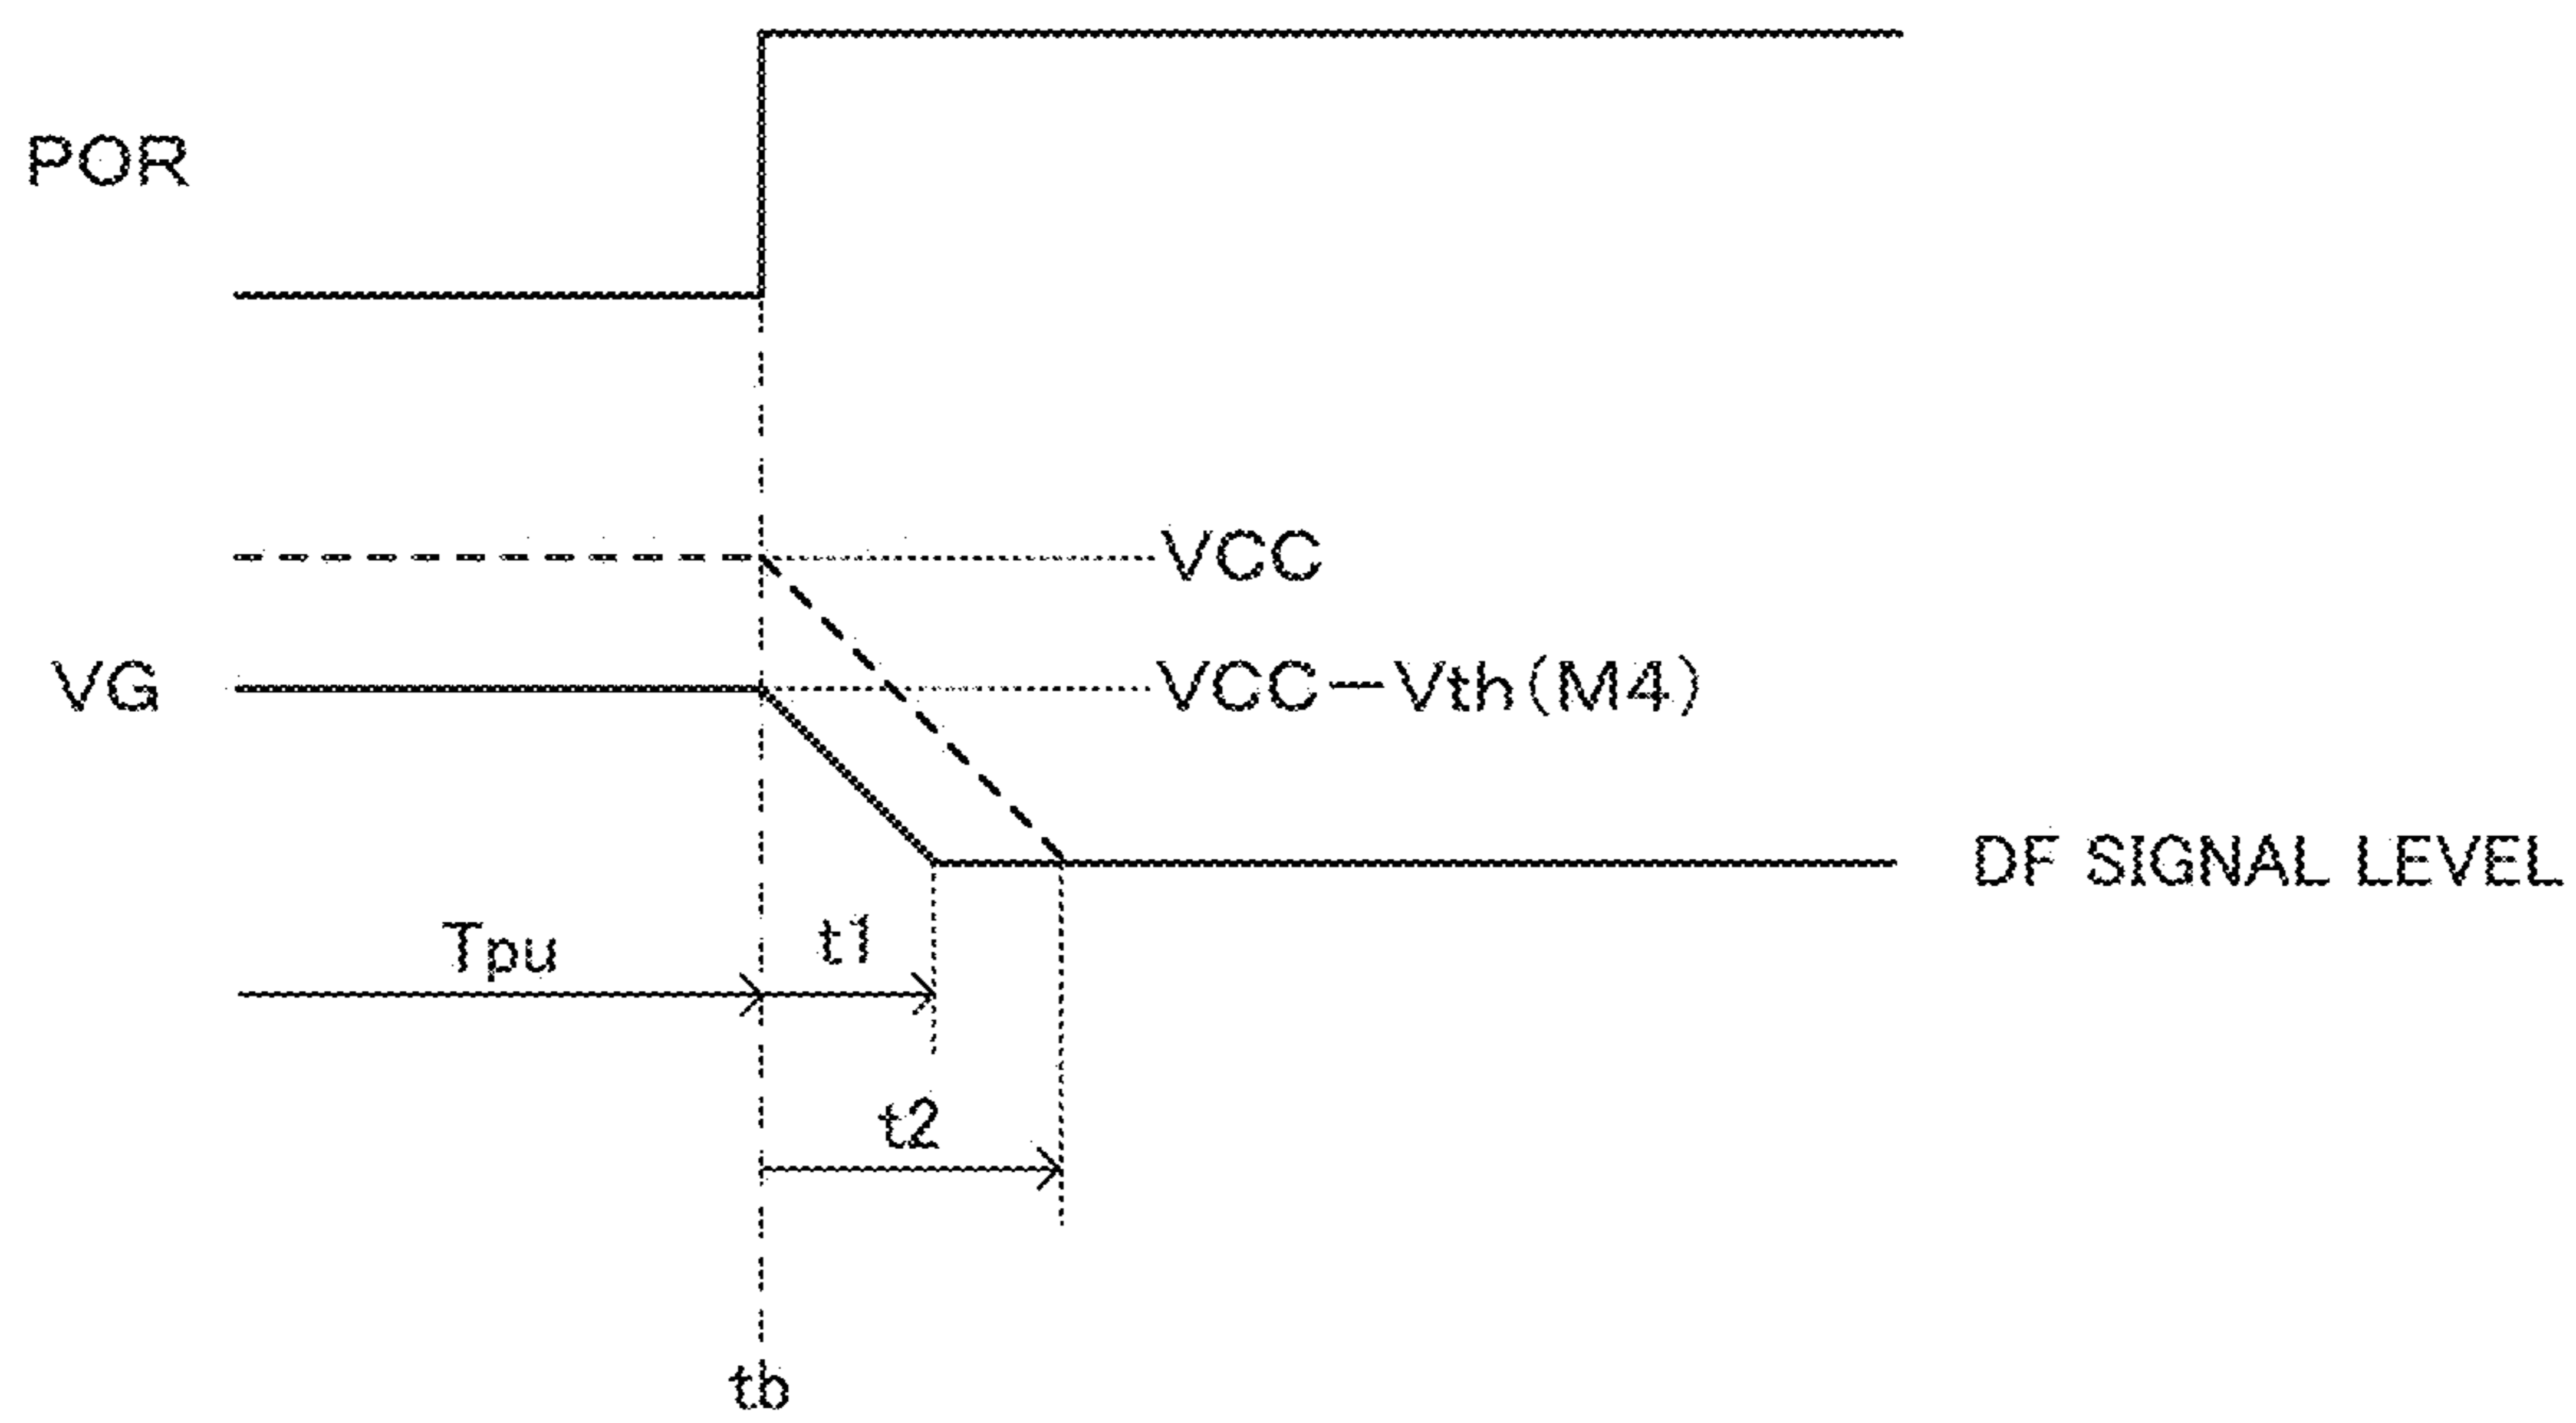 POR
VCC
VG
VCC-Vth(M4)
DF SIGNAL LEVEL
Tpu
t1
t2
tb